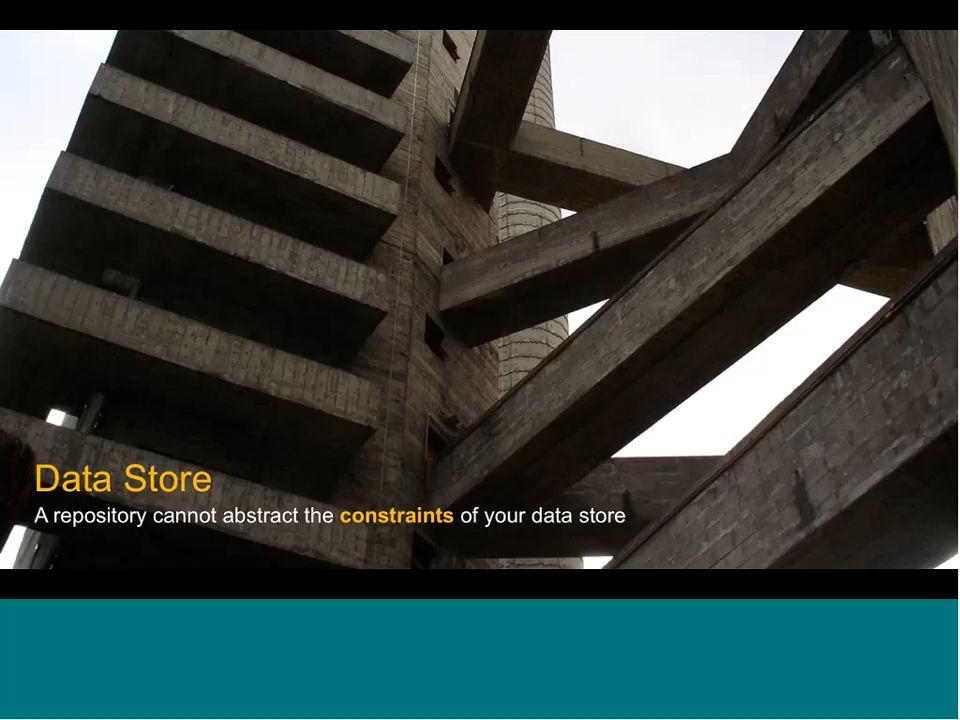 Data Store
A repository cannot abstract the constraints of your data store